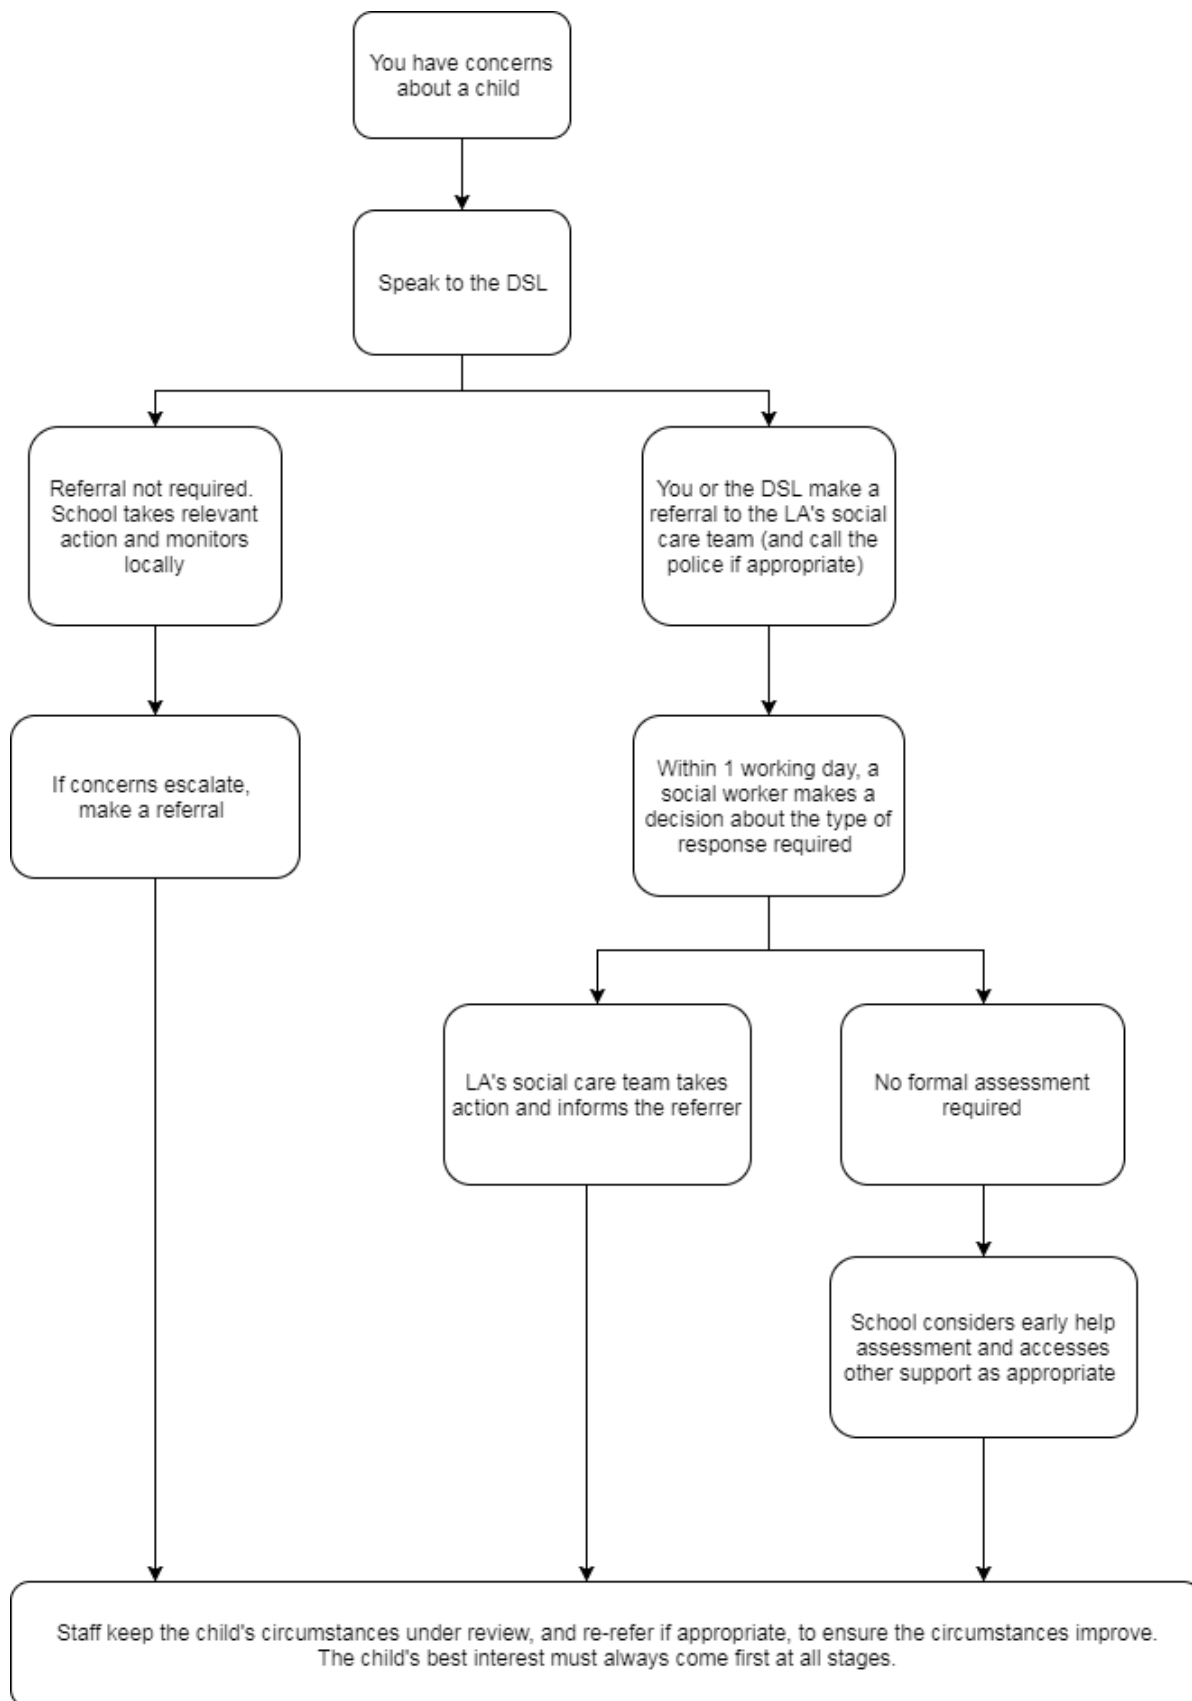 You have concerns
about a child
Speak to the DSL
Referral not required.
School takes relevant
action and monitors
locally
You or the DSL make a
referral to the LA's social
care team (and call the
police if appropriate)
If concerns escalate,
make a referral
Within 1 working day, a
social worker makes a
decision about the type of
response required
LA's social care team takes
action and informs the referrer
No formal assessment
required
School considers early help
assessment and accesses
other support as appropriate
Staff keep the child's circumstances under review, and re-refer if appropriate, to ensure the circumstances improve.
The child's best interest must always come first at all stages.